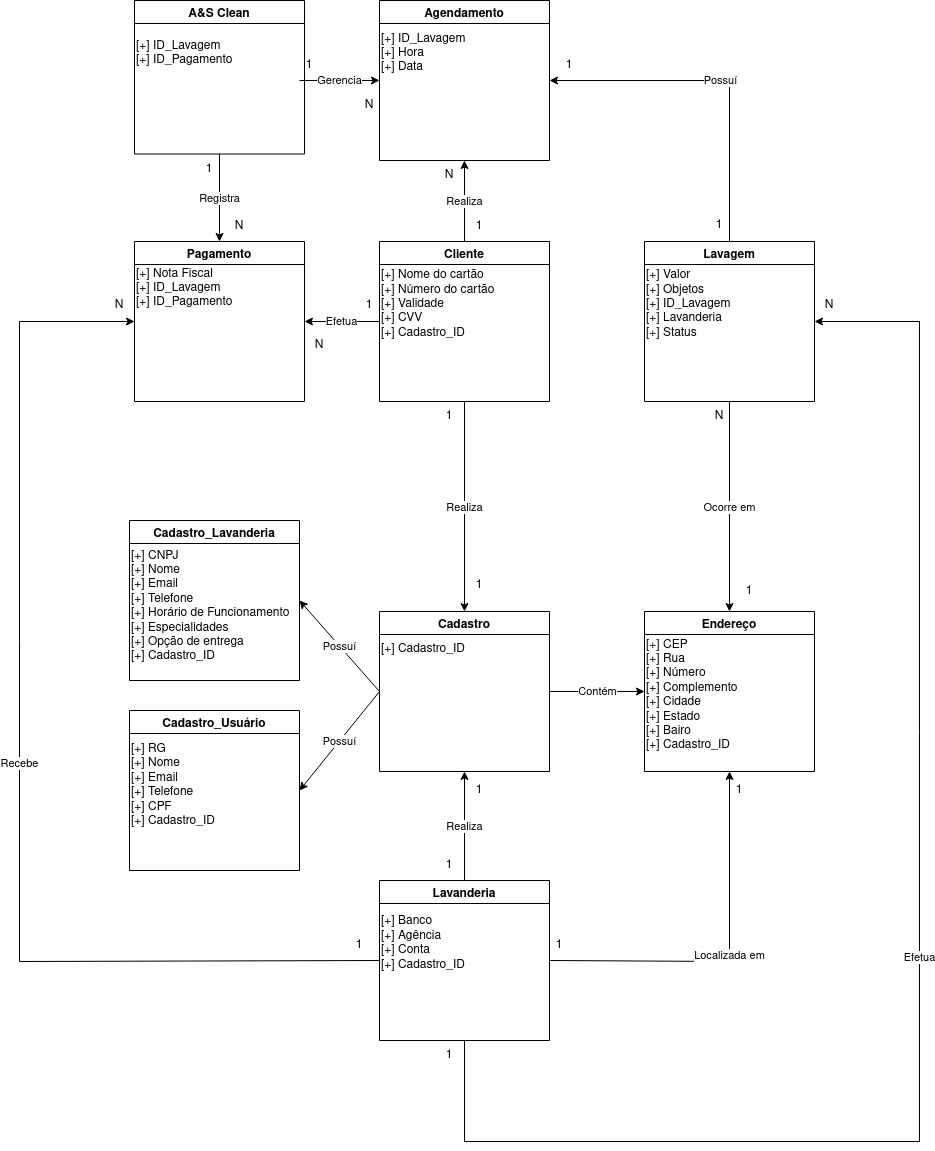 A&S Clean
[+] ID_Lavagem
[+] ID_Pagamento
1
Gerencia
N
Agendamento
[+] ID_Lavagem
[+] Hora
[+] Data
1
Possuí
1
1
Registra
N
N
Realiza
1
Pagamento
[+] Nota Fiscal
[+] ID_Lavagem
[+] ID_Pagamento
N
1
Efetua
N
Cliente
[+] Nome do cartão
[+] Número do cartão
[+] Validade
[+] CVV
[+] Cadastro_ID
Lavagem
[+] Valor
[+] Objetos
[+] ID_Lavagem
[+] Lavanderia
[+] Status
N
1
Realiza
1
N
Ocorre em
1
Cadastro_Lavanderia
[+] CNPJ
[+] Nome
[+] Email
[+] Telefone
[+] Horário de Funcionamento
[+] Especialidades
[+] Opção de entrega
[+] Cadastro_ID
Possuí
Cadastro
[+] Cadastro_ID
Contém
Endereço
[+] CEP
[+] Rua
[+] Número
[+] Complemento
[+] Cidade
[+] Estado
[+] Bairo
[+] Cadastro_ID
Cadastro_Usuário
[+] RG
[+] Nome
[+] Email
[+] Telefone
[+] CPF
[+] Cadastro_ID
Possuí
Recebe
1
Realiza
1
1
Lavanderia
[+] Banco
[+] Agência
[+] Conta
[+] Cadastro_ID
1
1
Localizada em
Efetua
1